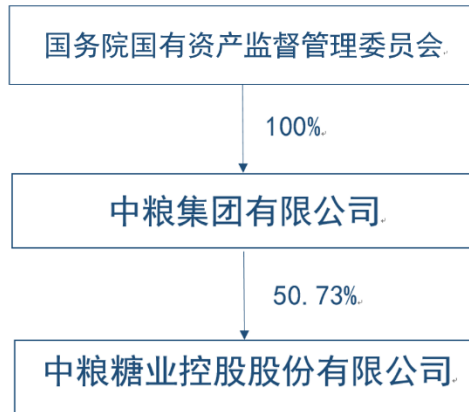 国务院国有资产监督管理委员会
100%
中粮集团有限公司
50.73%
中粮糖业控股股份有限公司